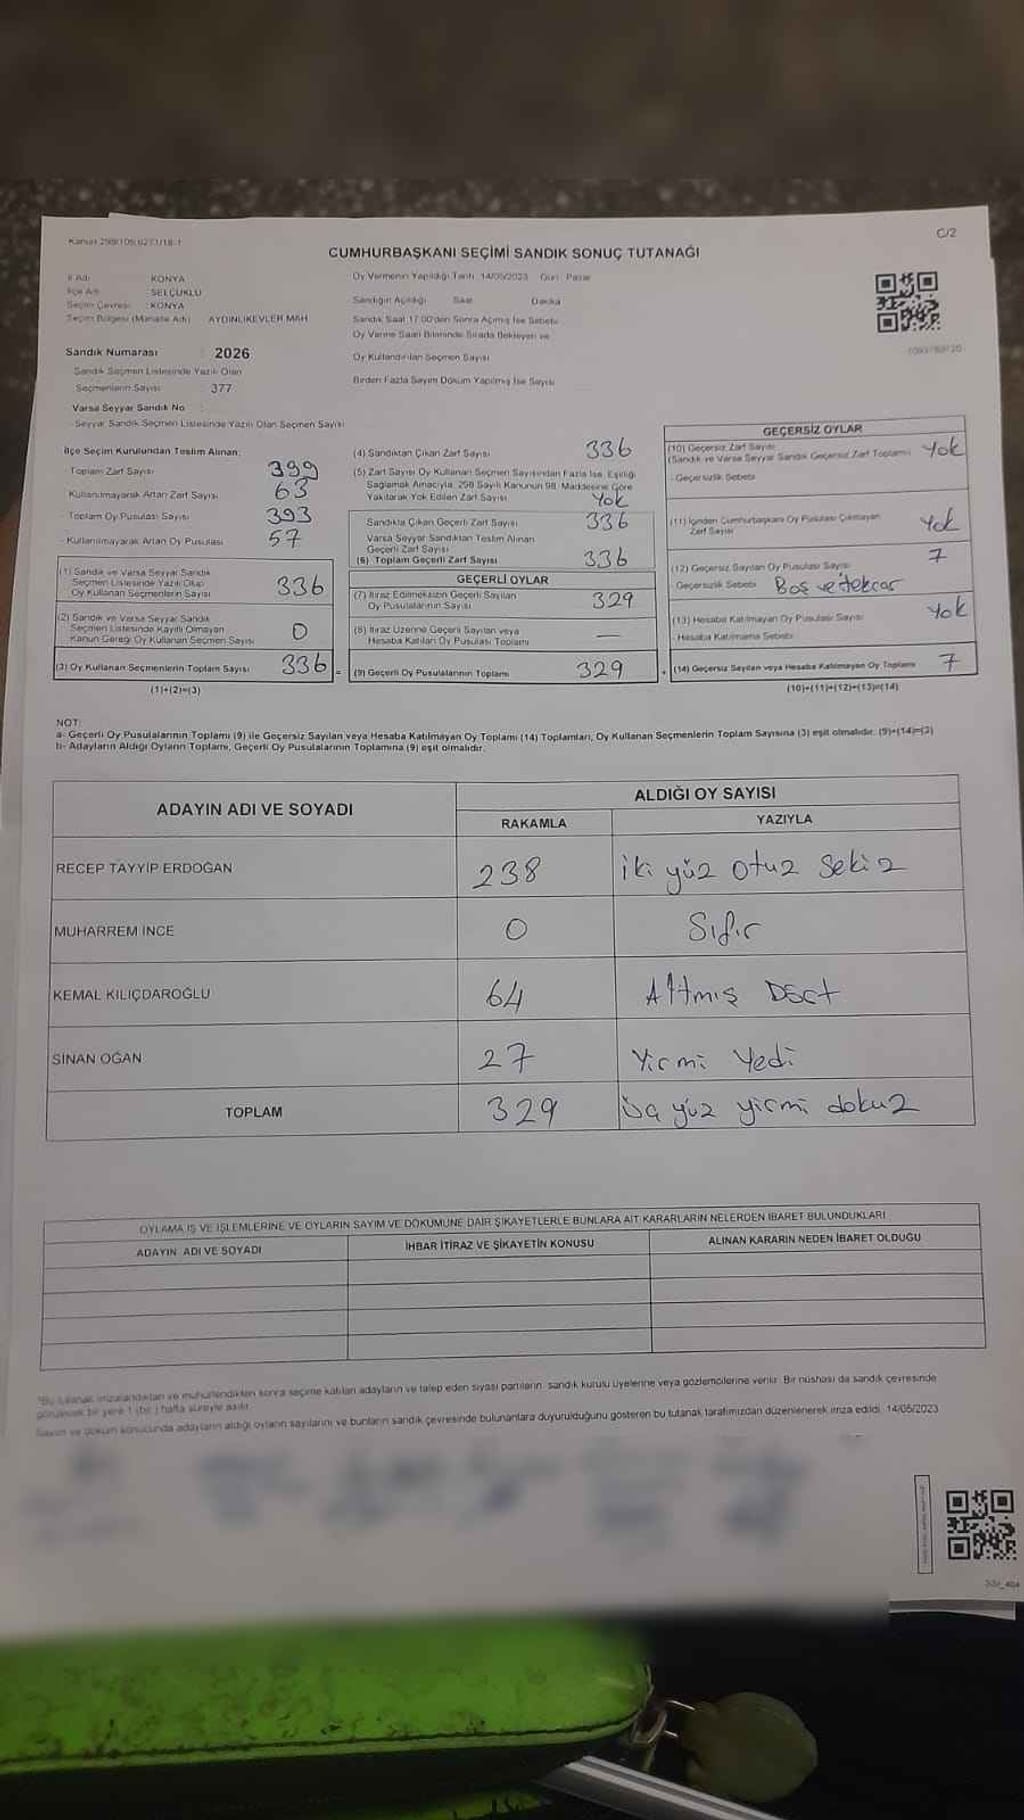 Kanun 298/105;6271/18-1
C/2
CUMHURBAŞKANI SEÇİMİ SANDIK SONUÇ TUTANAĞI
İl Adı : KONYA
İlçe Adı : SELÇUKLU
Seçim Çevresi : KONYA
Seçim Bölgesi (Mahalle Adı) : AYDINLIKEVLER MAH
Sandık Numarası : 2026
Sandık Seçmen Listesinde Yazılı Olan
Seçmenlerin Sayısı : 377
Varsa Seyyar Sandık No
Seyyar Sandık Seçmen Listesinde Yazılı Olan Seçmen Sayısı
Oy Vermenin Yapıldığı Tarih 14/05/2023 Gün Pazar
Sandığın Açıldığı Saat Dakika
Sandık Saat 17:00'den Sonra Açılmış İse Sebebi
Oy Verme Saati Bitiminde Sırada Bekleyen ve
Oy Kullandırılan Seçmen Sayısı
Birden Fazla Sayım Döküm Yapılmış İse Sayısı
İlçe Seçim Kurulundan Teslim Alınan:
Toplam Zarf Sayısı 399
Kullanılmayarak Artan Zarf Sayısı 63
Toplam Oy Pusulası Sayısı 393
Kullanılmayarak Artan Oy Pusulası 57
(1) Sandık ve Varsa Seyyar Sandık
Seçmen Listesinde Yazılı Olup
Oy Kullanan Seçmenlerin Sayısı 336
(2) Sandık ve Varsa Seyyar Sandık
Seçmen Listesinde Kayıtlı Olmayan
Kanun Gereği Oy Kullanan Seçmen Sayısı 0
(3) Oy Kullanan Seçmenlerin Toplam Sayısı 336 =
(1)+(2)=(3)
(4) Sandıktan Çıkan Zarf Sayısı 336
(5) Zarf Sayısı Oy Kullanan Seçmen Sayısından Fazla İse, Eşitliği
Sağlamak Amacıyla, 298 Sayılı Kanunun 98. Maddesine Göre
Yakılarak Yok Edilen Zarf Sayısı Yok
Sandıkta Çıkan Geçerli Zarf Sayısı 336
Varsa Seyyar Sandıktan Teslim Alınan
Geçerli Zarf Sayısı
(6) Toplam Geçerli Zarf Sayısı 336
GEÇERLİ OYLAR
(7) İtiraz Edilmeksizin Geçerli Sayılan
Oy Pusulalarının Sayısı 329
(8) İtiraz Üzerine Geçerli Sayılan veya
Hesaba Katılan Oy Pusulası Toplamı —
(9) Geçerli Oy Pusulalarının Toplamı 329 +
GEÇERSİZ OYLAR
(10) Geçersiz Zarf Sayısı Yok
(Sandık ve Varsa Seyyar Sandık Geçersiz Zarf Toplamı)
Geçersizlik Sebebi
(11) İçinden Cumhurbaşkanı Oy Pusulası Çıkmayan
Zarf Sayısı Yok
(12) Geçersiz Sayılan Oy Pusulası Sayısı 7
Geçersizlik Sebebi Boş ve tekrar
(13) Hesaba Katılmayan Oy Pusulası Sayısı Yok
Hesaba Katılmama Sebebi
(14) Geçersiz Sayılan veya Hesaba Katılmayan Oy Toplamı 7
(10)+(11)+(12)+(13)=(14)
NOT:
a- Geçerli Oy Pusulalarının Toplamı (9) ile Geçersiz Sayılan veya Hesaba Katılmayan Oy Toplamı (14) Toplamları, Oy Kullanan Seçmenlerin Toplam Sayısına (3) eşit olmalıdır. (9)+(14)=(3)
b- Adayların Aldığı Oyların Toplamı, Geçerli Oy Pusulalarının Toplamına (9) eşit olmalıdır.
ADAYIN ADI VE SOYADI
ALDIĞI OY SAYISI
RAKAMLA YAZIYLA
RECEP TAYYİP ERDOĞAN 238 İki yüz Otuz Sekiz
MUHARREM İNCE 0 Sıfır
KEMAL KILIÇDAROĞLU 64 Altmış Dört
SİNAN OĞAN 27 Yirmi Yedi
TOPLAM 329 Üç yüz yirmi dokuz
OYLAMA İŞ VE İŞLEMLERİNE VE OYLARIN SAYIM VE DÖKÜMÜNE DAİR ŞİKAYETLERLE BUNLARA AİT KARARLARIN NELERDEN İBARET BULUNDUKLARI
ADAYIN ADI VE SOYADI İHBAR İTİRAZ VE ŞİKAYETİN KONUSU ALINAN KARARIN NEDEN İBARET OLDUĞU
*Bu tutanak imzalandıktan ve mühürlendikten sonra seçime katılan adayların ve talep eden siyasi partilerin sandık kurulu üyelerine veya gözlemcilerine verilir. Bir nüshası da sandık çevresinde
görülecek bir yere 1 (bir) hafta süreyle asılır.
Sayım ve döküm sonucunda adayların aldığı oyların sayılarını ve bunların sandık çevresinde bulunanlara duyurulduğunu gösteren bu tutanak tarafımızdan düzenlenerek imza edildi. 14/05/2023